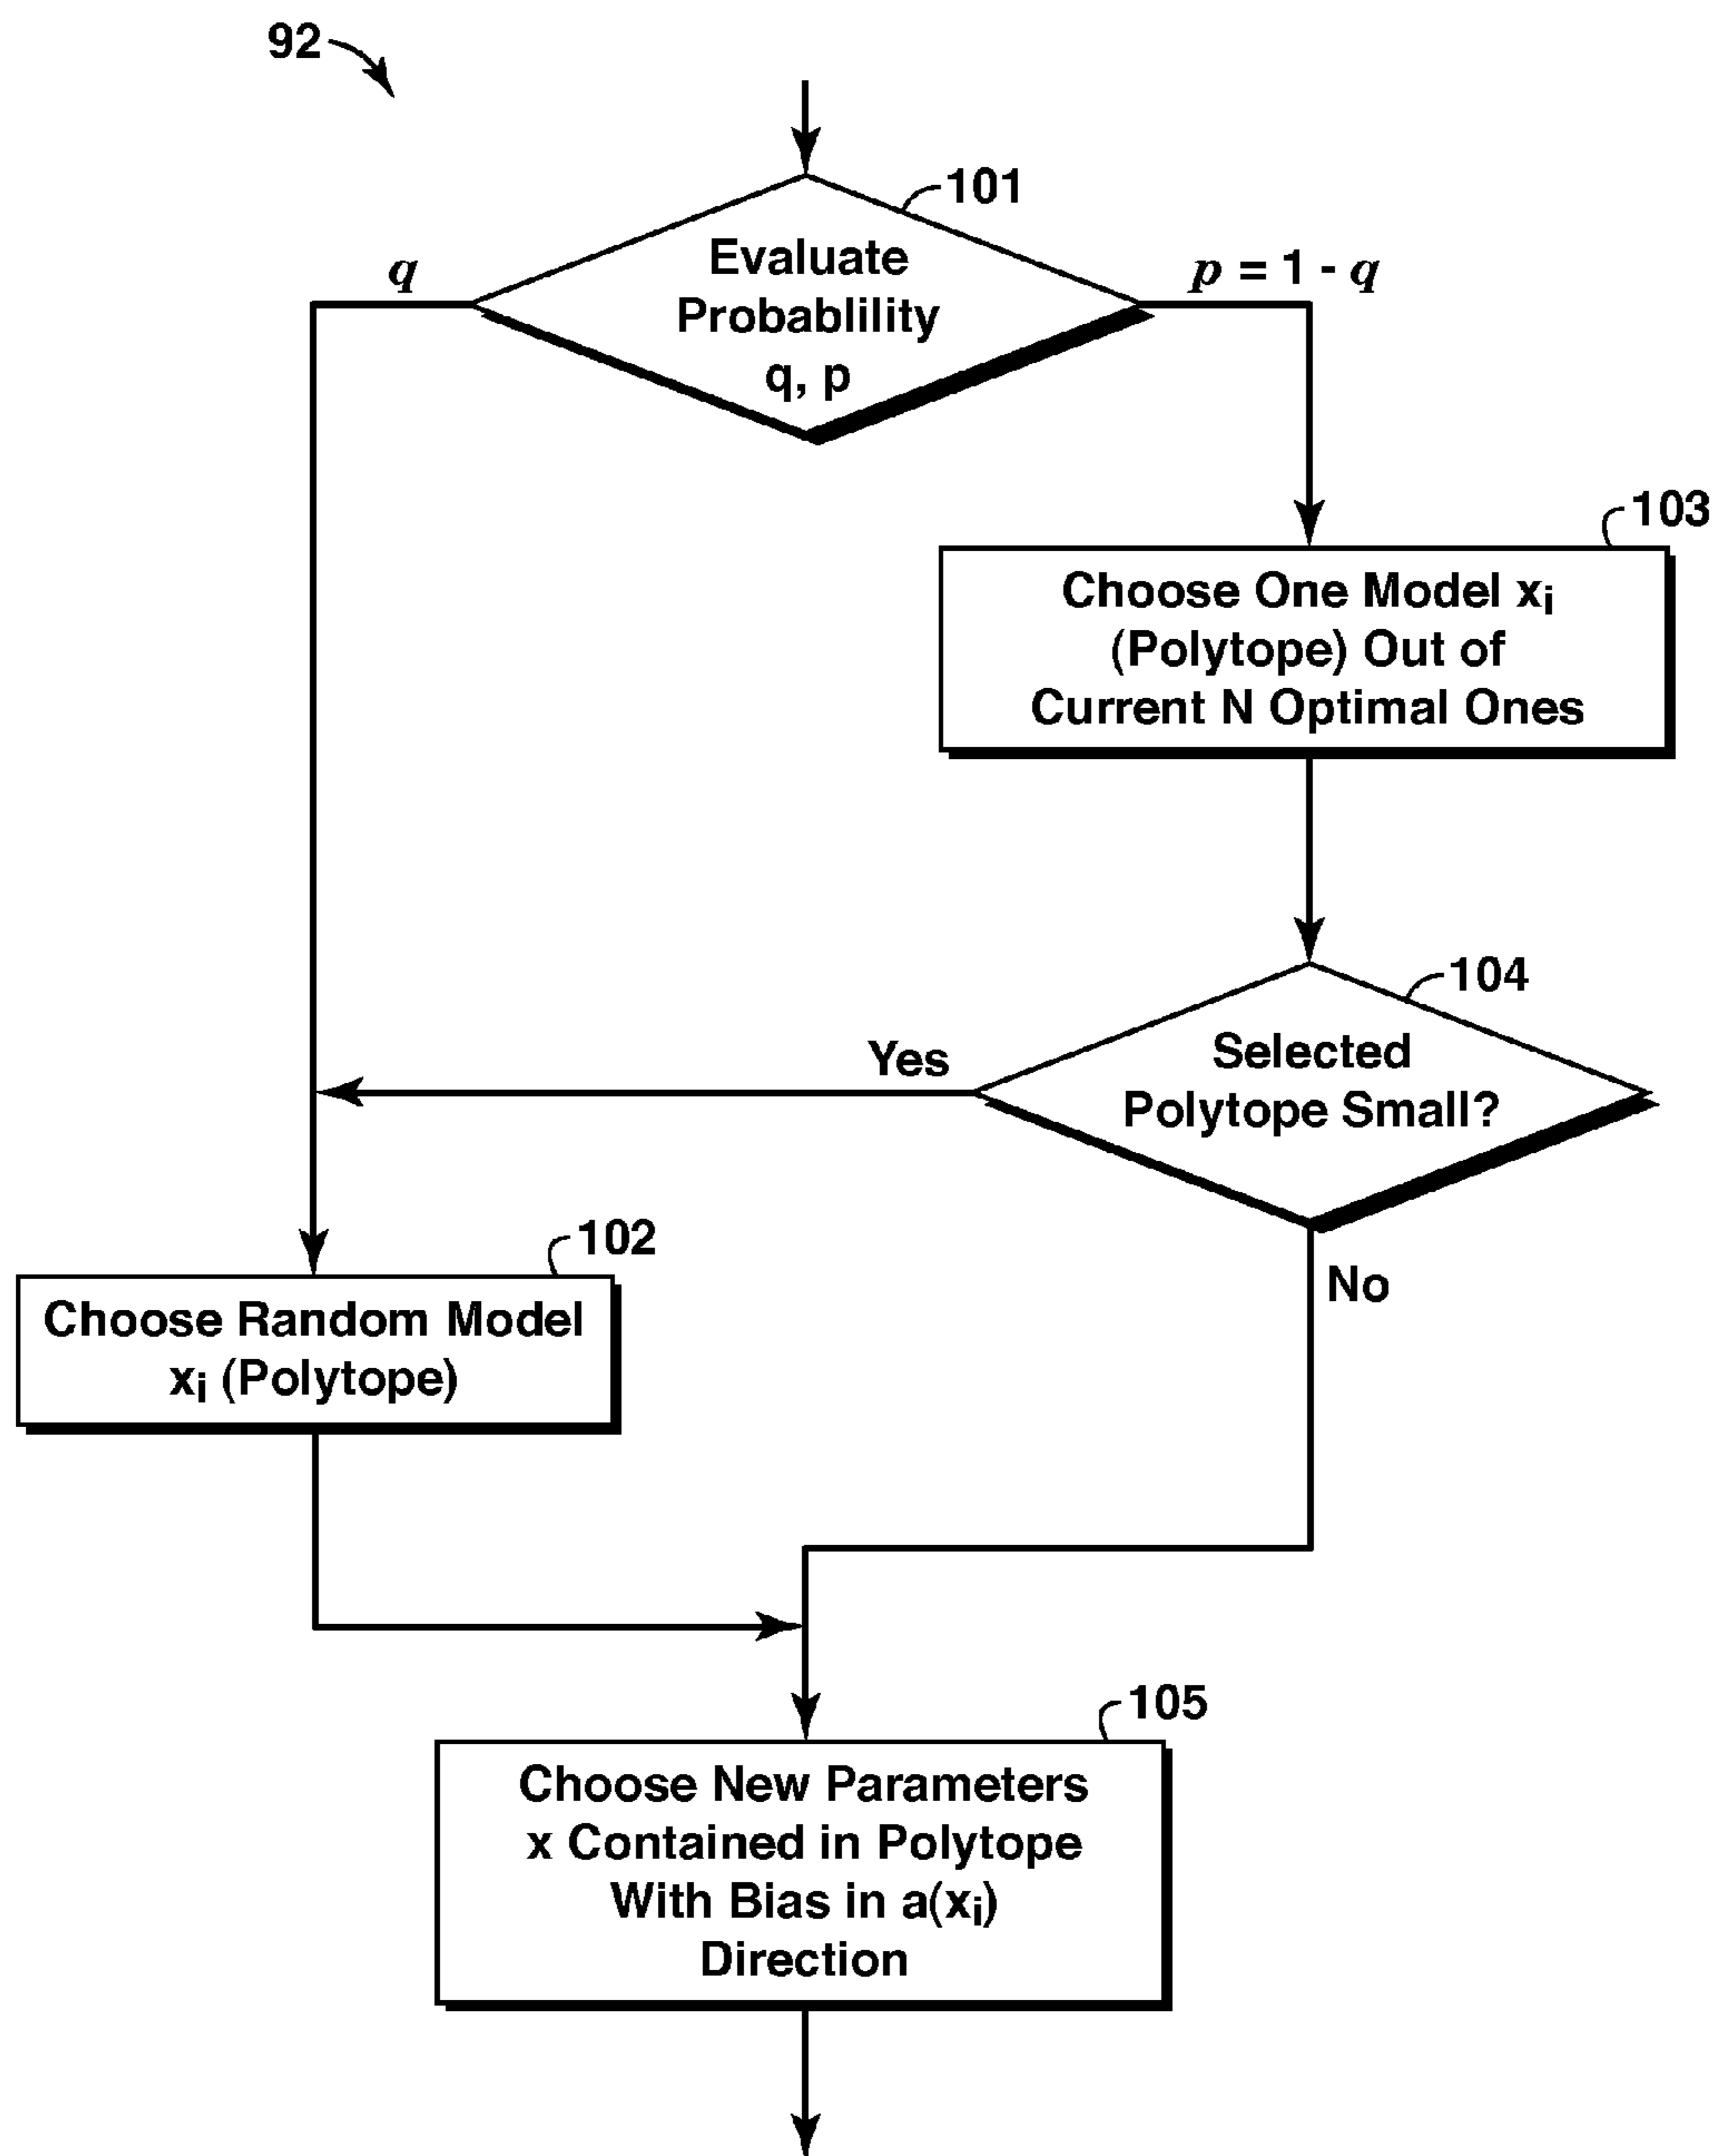 92
101
Evaluate
Probablility
q, p
q
p = 1 - q
103
Choose One Model xi
(Polytope) Out of
Current N Optimal Ones
104
Selected
Polytope Small?
Yes
No
102
Choose Random Model
xi (Polytope)
105
Choose New Parameters
x Contained in Polytope
With Bias in a(xi)
Direction